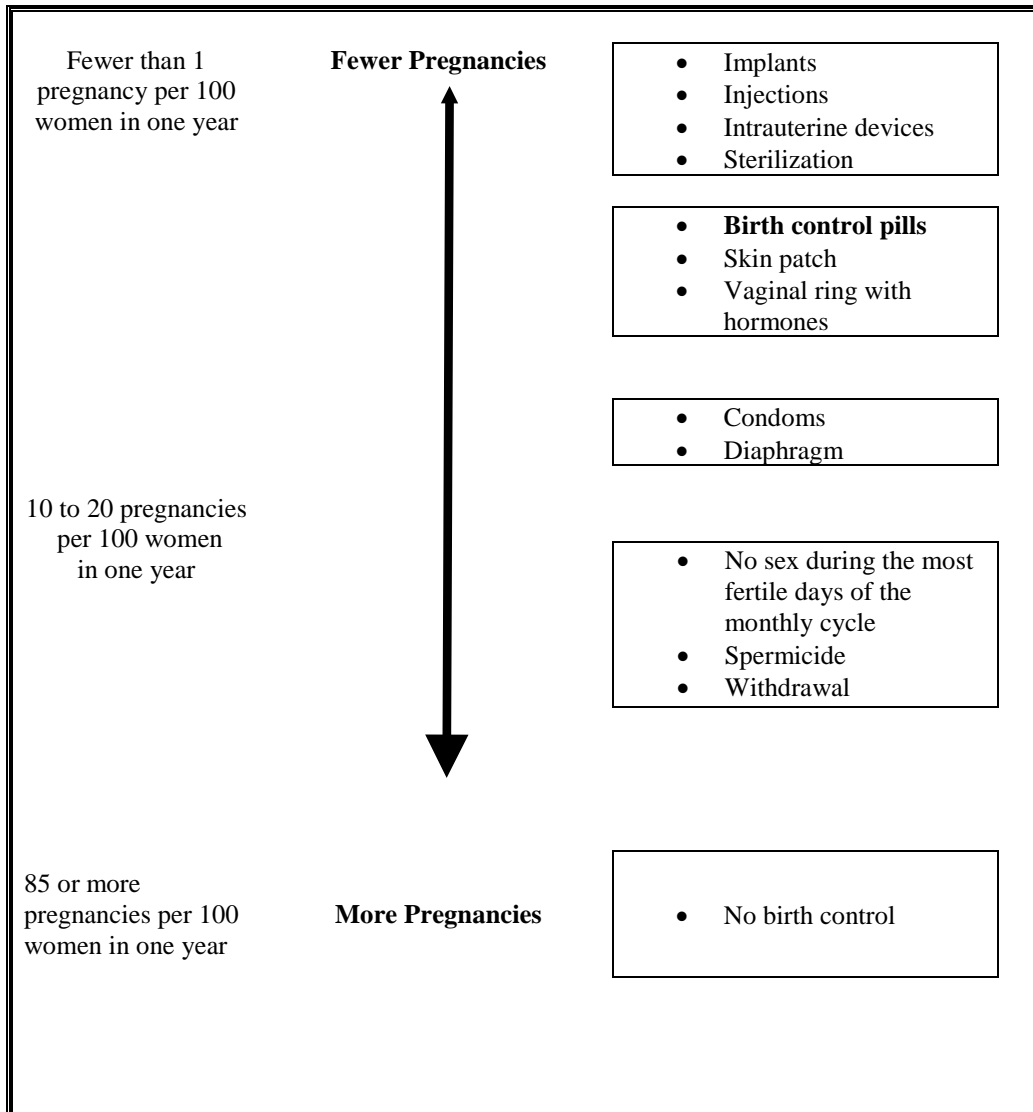 Fewer than 1
pregnancy per 100
women in one year
Fewer Pregnancies
• Implants
• Injections
• Intrauterine devices
• Sterilization
• Birth control pills
• Skin patch
• Vaginal ring with
hormones
• Condoms
• Diaphragm
10 to 20 pregnancies
per 100 women
in one year
• No sex during the most
fertile days of the
monthly cycle
• Spermicide
• Withdrawal
85 or more
pregnancies per 100
women in one year
More Pregnancies
• No birth control